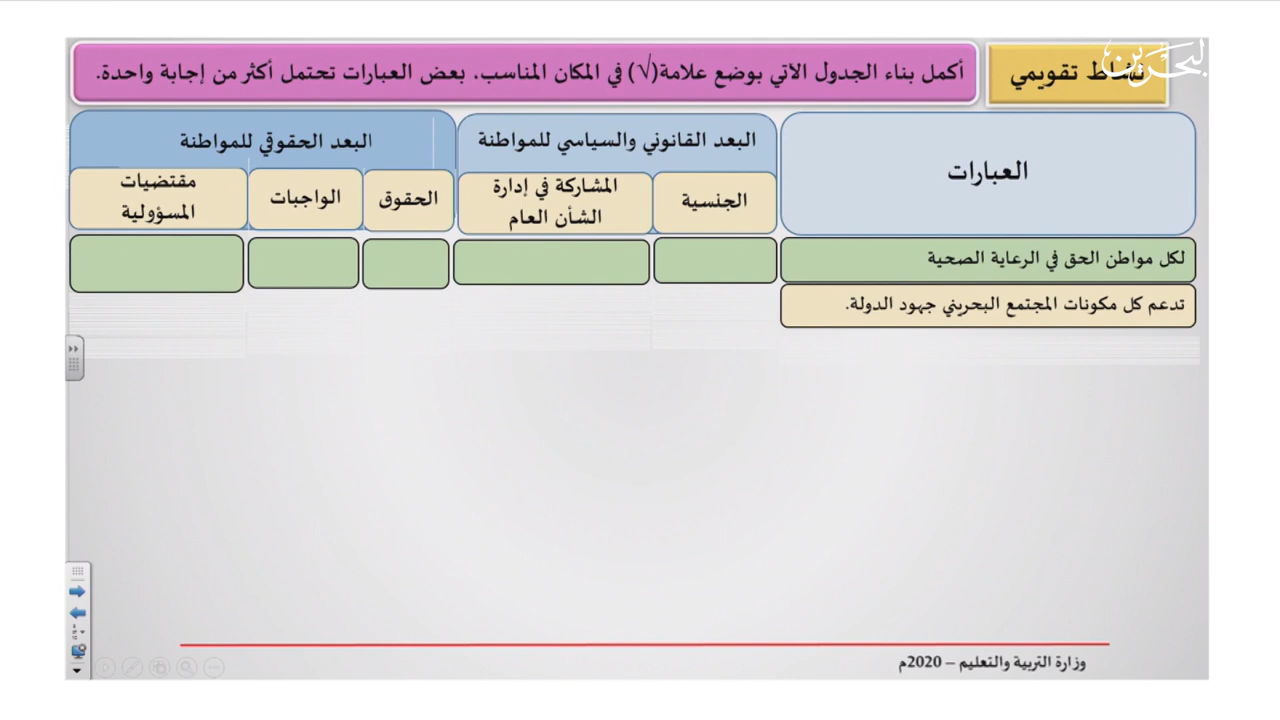 البحرين
نشاط تقويمي
أكمل بناء الجدول الآتي بوضع علامة(√) في المكان المناسب. بعض العبارات تحتمل أكثر من إجابة واحدة.
العبارات
البعد القانوني والسياسي للمواطنة
البعد الحقوقي للمواطنة
الجنسية
المشاركة في إدارة
الشأن العام
الحقوق
الواجبات
مقتضيات
المسؤولية
لكل مواطن الحق في الرعاية الصحية
تدعم كل مكونات المجتمع البحريني جهود الدولة.
وزارة التربية والتعليم – 2020م